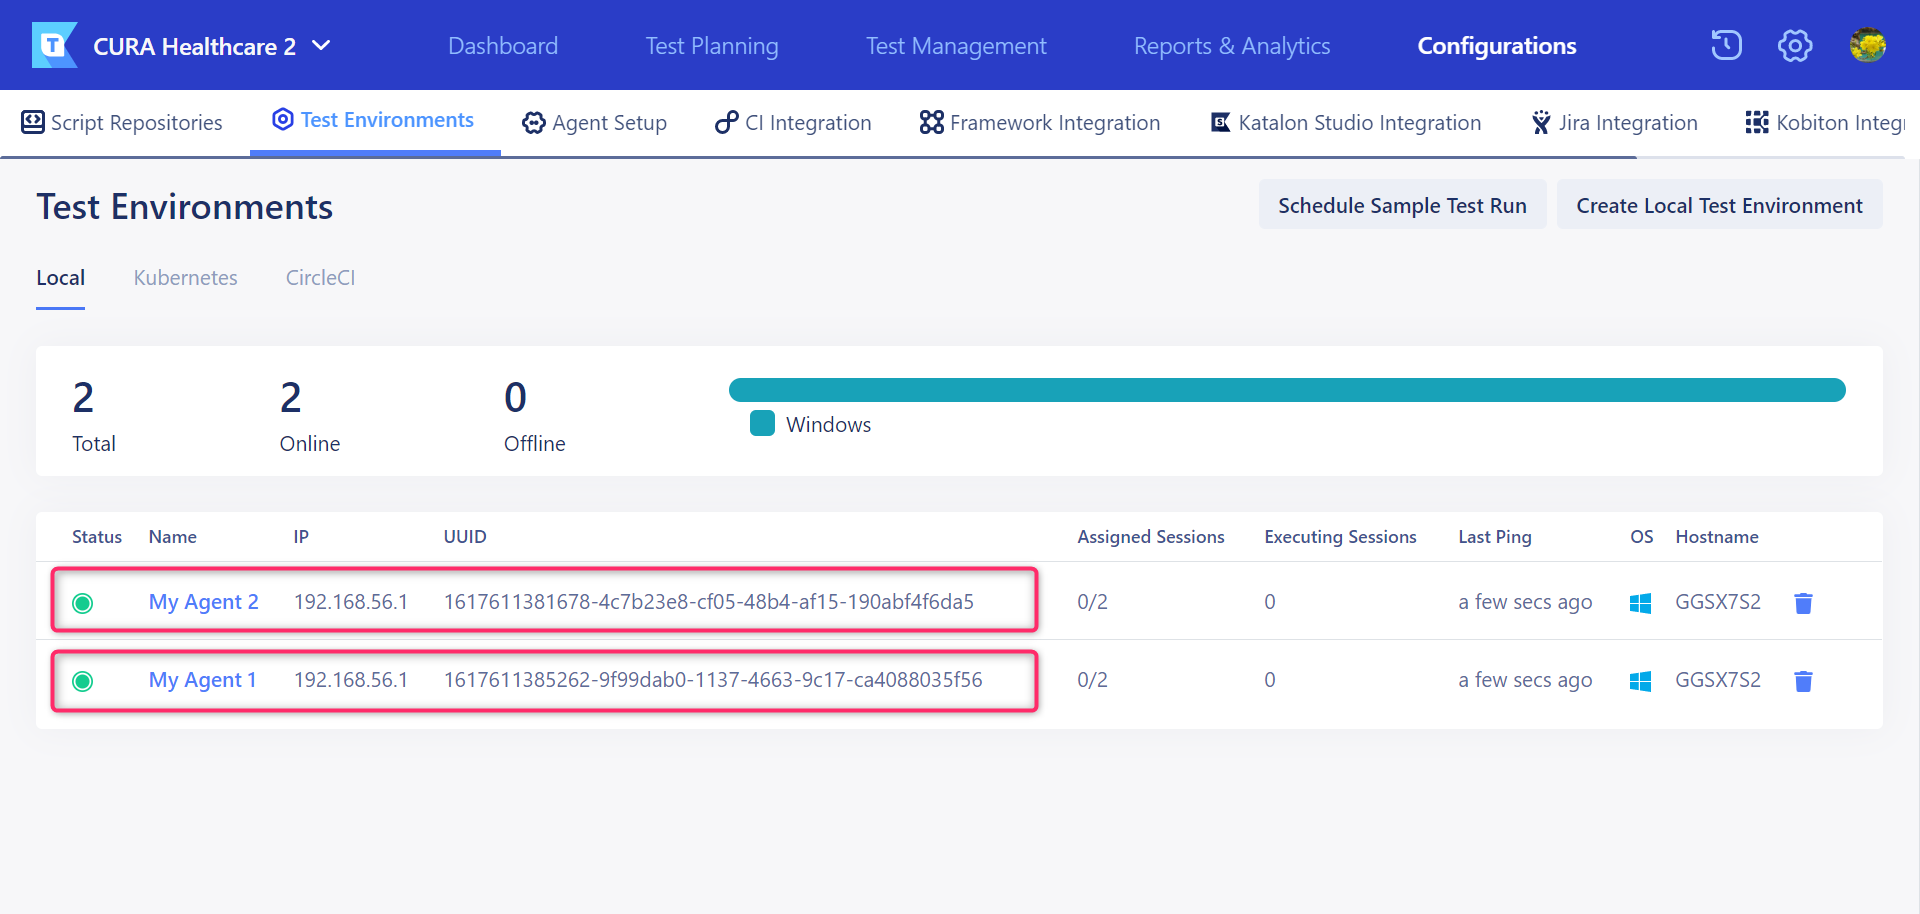 T CURA Healthcare 2 Dashboard Test Planning Test Management Reports & Analytics Configurations
Script Repositories Test Environments Agent Setup CI Integration Framework Integration S Katalon Studio Integration Jira Integration Kobiton Integr
Test Environments Schedule Sample Test Run Create Local Test Environment
Local Kubernetes CircleCI
2 2 0
Windows
Total Online Offline
Status Name IP UUID Assigned Sessions Executing Sessions Last Ping OS Hostname
My Agent 2 192.168.56.1 1617611381678-4c7b23e8-cf05-48b4-af15-190abf4f6da5 0/2 0 a few secs ago GGSX7S2
My Agent 1 192.168.56.1 1617611385262-9f99dab0-1137-4663-9c17-ca4088035f56 0/2 0 a few secs ago GGSX7S2